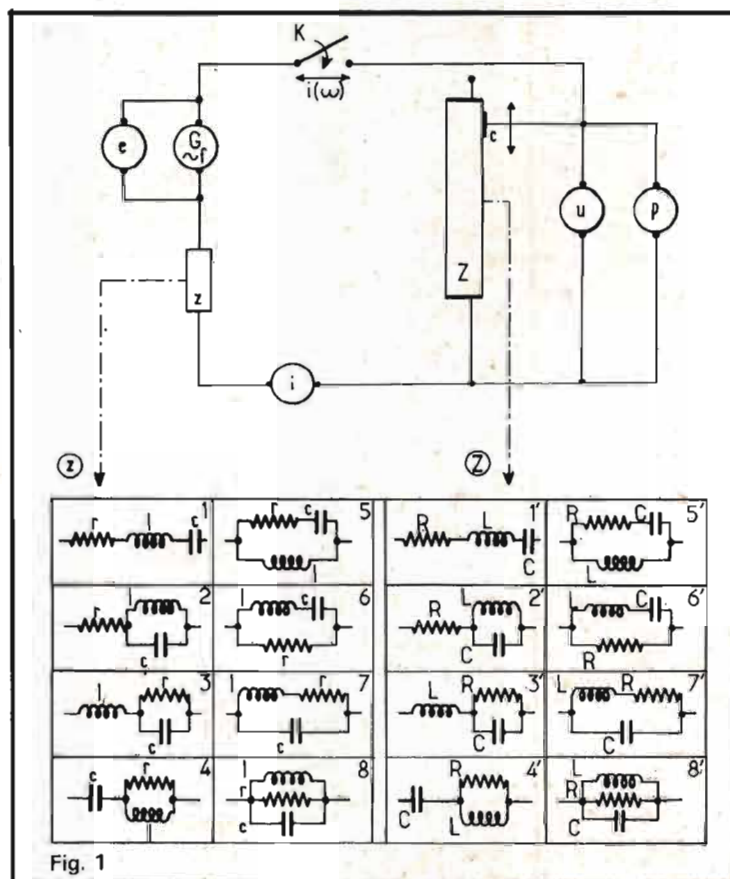 K
i(ω)
e
G
~f
c
u
p
Z
z
i
z
Z
r l c 1
r c 5
l
R L 1'
C
R C 5'
L
2
l
r
c
l c 6
r
2'
L
R
C
L C 6'
R
3
r
l
c
l r 7
c
3'
R
L
C
L R 7'
C
4
r
c
l
8
l
r
c
4'
R
C
L
8'
L
R
C
Fig. 1